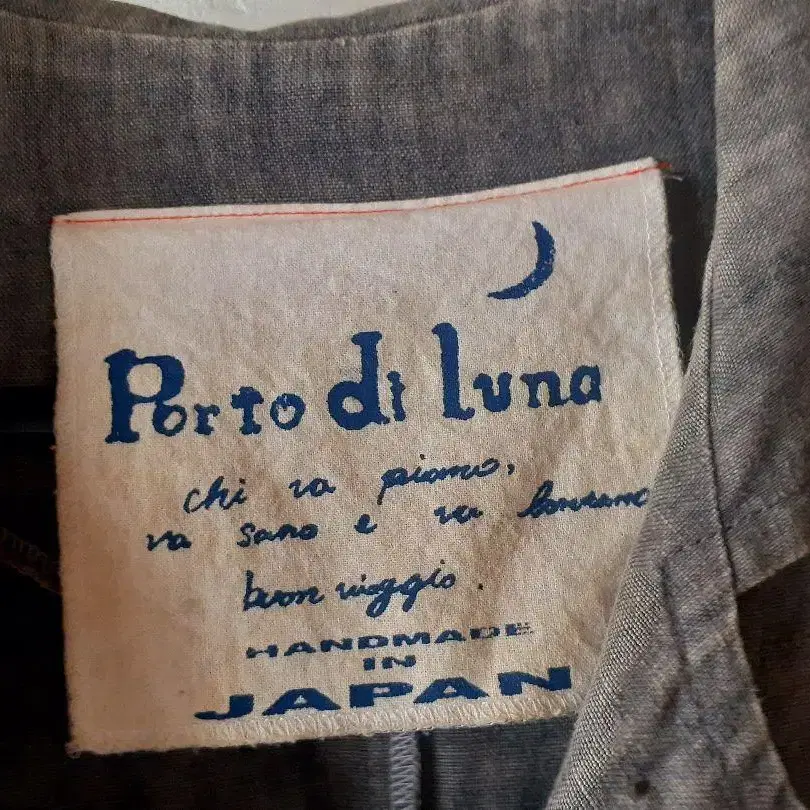 Porto di luna
chi va piano,
va sano e va lontano
buon viaggio.
HANDMADE
IN
JAPAN